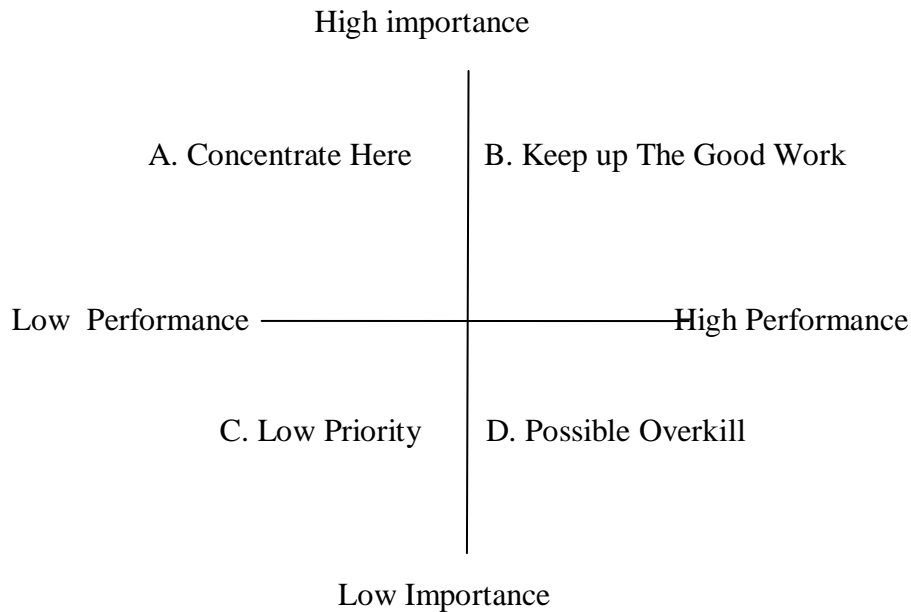 High importance
A. Concentrate Here
B. Keep up The Good Work
Low  Performance
High Performance
C. Low Priority
D. Possible Overkill
Low Importance